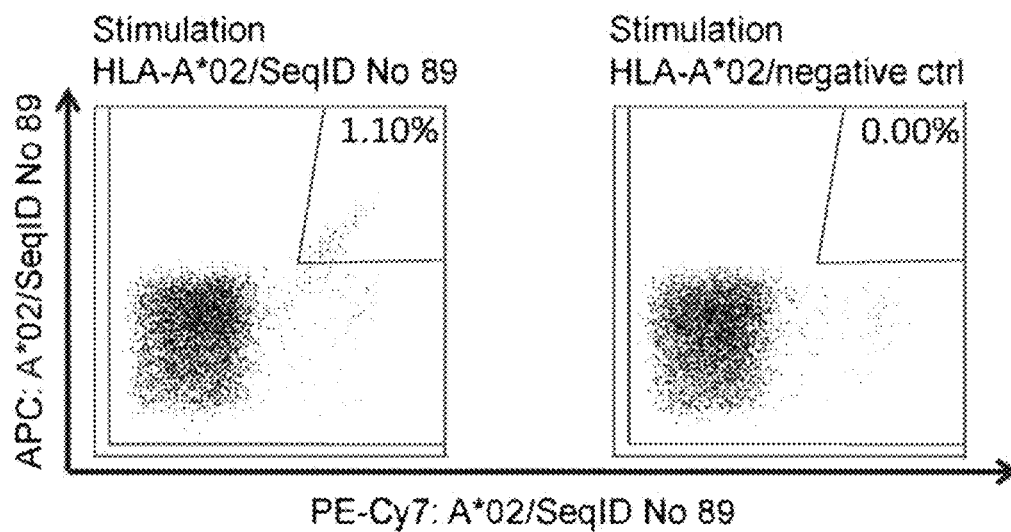 Stimulation
HLA-A*02/SeqID No 89
Stimulation
HLA-A*02/negative ctrl
1.10%
0.00%
APC: A*02/SeqID No 89
PE-Cy7: A*02/SeqID No 89